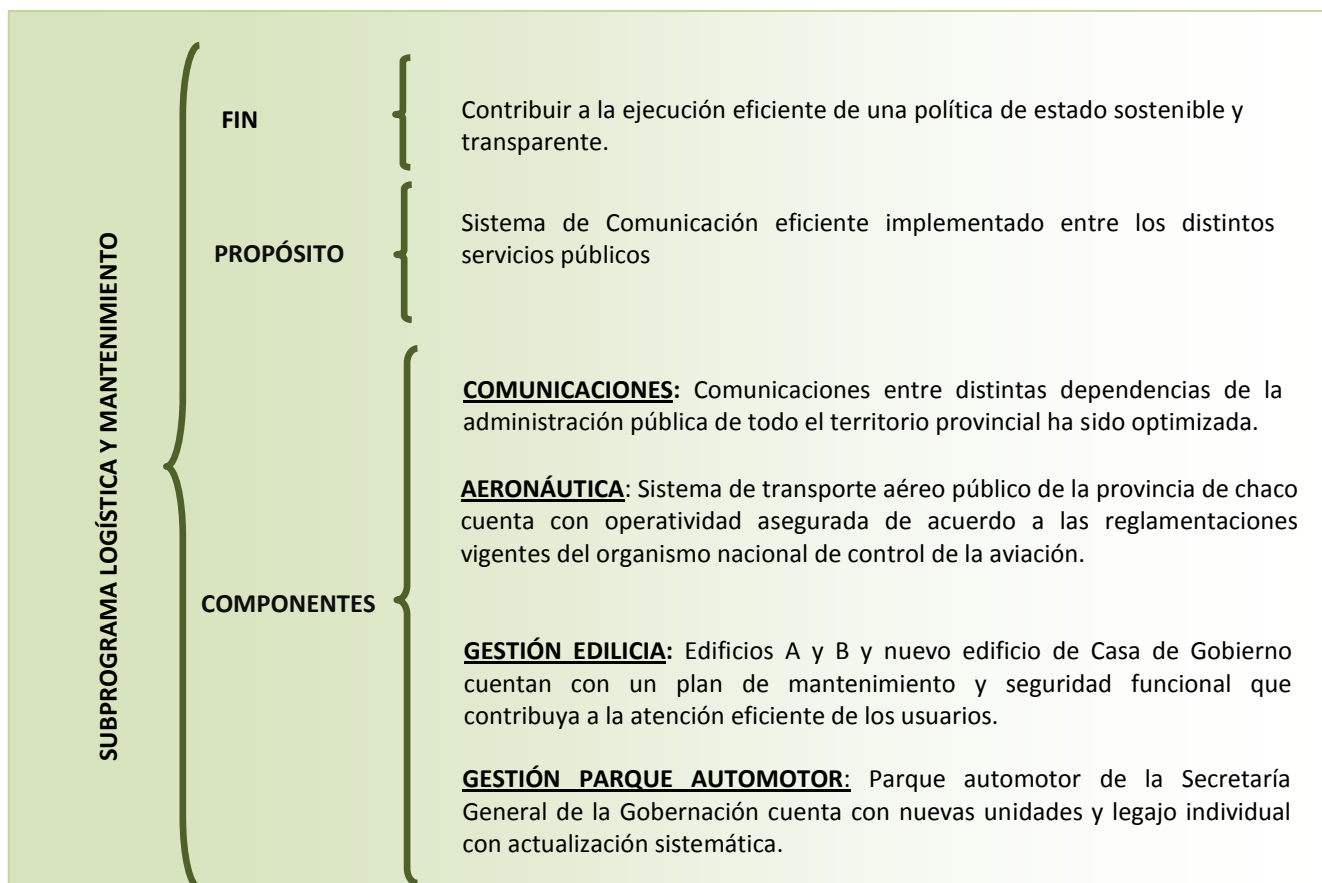 SUBPROGRAMA LOGÍSTICA Y MANTENIMIENTO
FIN
Contribuir a la ejecución eficiente de una política de estado sostenible y
transparente.
PROPÓSITO
Sistema de Comunicación eficiente implementado entre los distintos
servicios públicos
COMPONENTES
COMUNICACIONES: Comunicaciones entre distintas dependencias de la
administración pública de todo el territorio provincial ha sido optimizada.
AERONÁUTICA: Sistema de transporte aéreo público de la provincia de chaco
cuenta con operatividad asegurada de acuerdo a las reglamentaciones
vigentes del organismo nacional de control de la aviación.
GESTIÓN EDILICIA: Edificios A y B y nuevo edificio de Casa de Gobierno
cuentan con un plan de mantenimiento y seguridad funcional que
contribuya a la atención eficiente de los usuarios.
GESTIÓN PARQUE AUTOMOTOR: Parque automotor de la Secretaría
General de la Gobernación cuenta con nuevas unidades y legajo individual
con actualización sistemática.